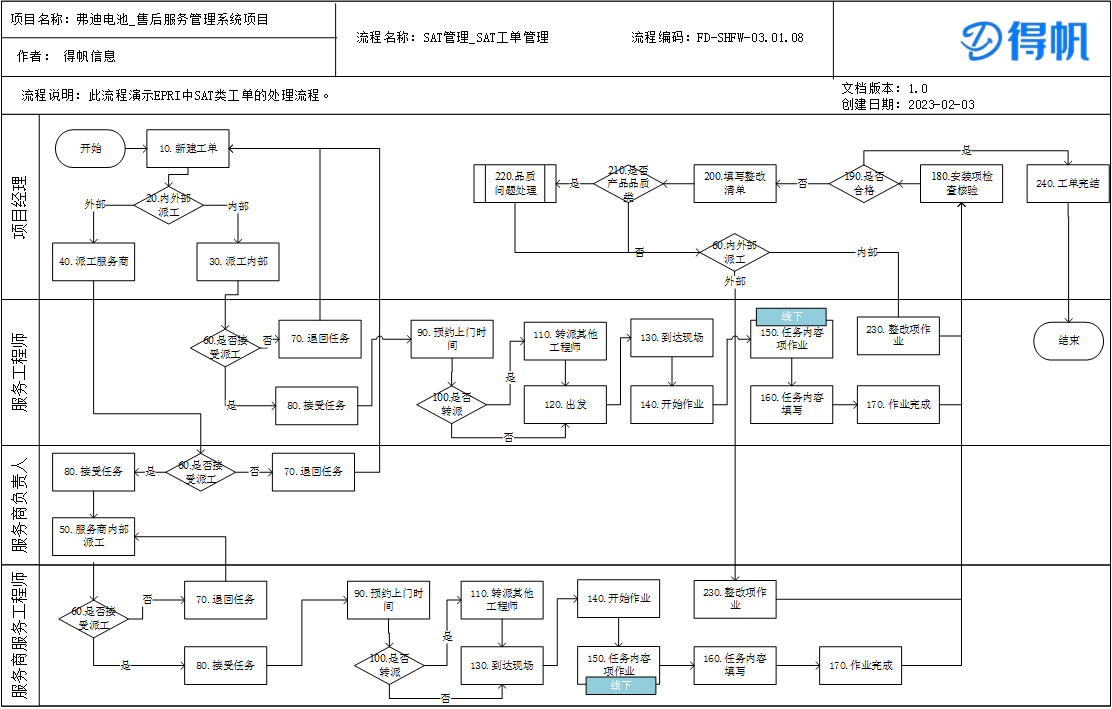 项目名称：弗迪电池_售后服务管理系统项目
作者： 得帆信息
流程名称：SAT管理_SAT工单管理
流程编码：FD-SHFW-03.01.08
得帆
流程说明：此流程演示EPRI中SAT类工单的处理流程。
文档版本：1.0
创建日期：2023-02-03
项目经理
开始
10.新建工单
20.内外部
派工
外部
内部
40.派工服务商
30.派工内部
220.品质
问题处理
是
210.是否
产品品质
类
200.填写整改
清单
否
190.是否
合格
是
180.安装项检
查核验
240.工单完结
否
60.内外部
派工
内部
外部
服务工程师
60.是否接
受派工
否
70.退回任务
是
80.接受任务
90.预约上门时
间
100.是否
转派
是
否
110.转派其他
工程师
120.出发
130.到达现场
140.开始作业
线下
150.任务内容
项作业
160.任务内容
填写
230.整改项作
业
170.作业完成
结束
服务商负责人
80.接受任务
是
60.是否接
受派工
否
70.退回任务
50.服务商内部
派工
服务商服务工程师
60.是否接
受派工
否
70.退回任务
是
80.接受任务
90.预约上门时
间
100.是否
转派
是
否
110.转派其他
工程师
130.到达现场
140.开始作业
150.任务内容
项作业
线下
230.整改项作
业
160.任务内容
填写
170.作业完成